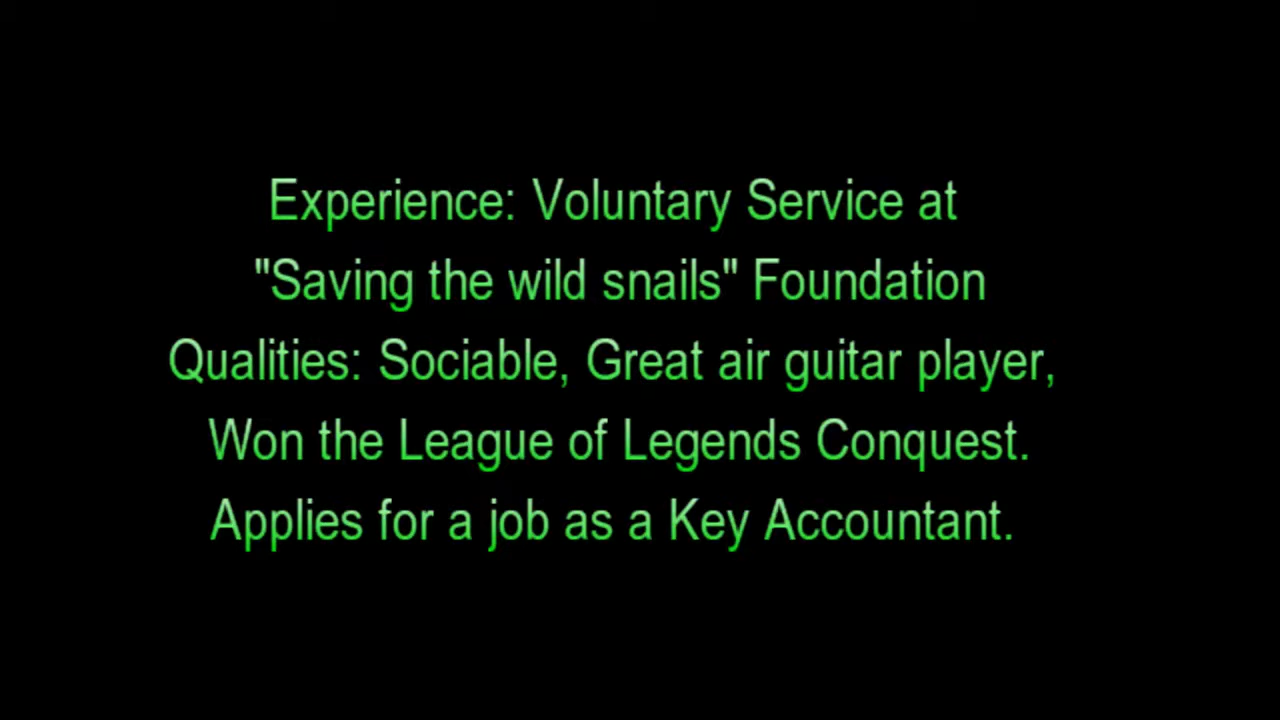 Experience: Voluntary Service at
"Saving the wild snails" Foundation
Qualities: Sociable, Great air guitar player,
Won the League of Legends Conquest.
Applies for a job as a Key Accountant.